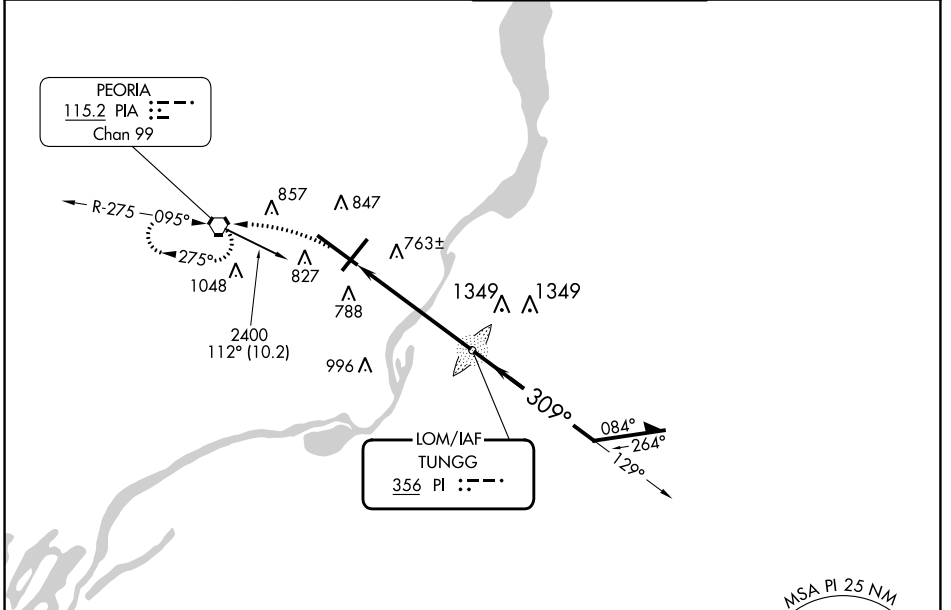 PEORIA
115.2 PIA
Chan 99
R-275
095°
275°
857
847
763±
827
1048
788
2400
112° (10.2)
996
1349
1349
309°
084°
264°
129°
LOM/IAF
TUNGG
356 PI
MSA PI 25 NM